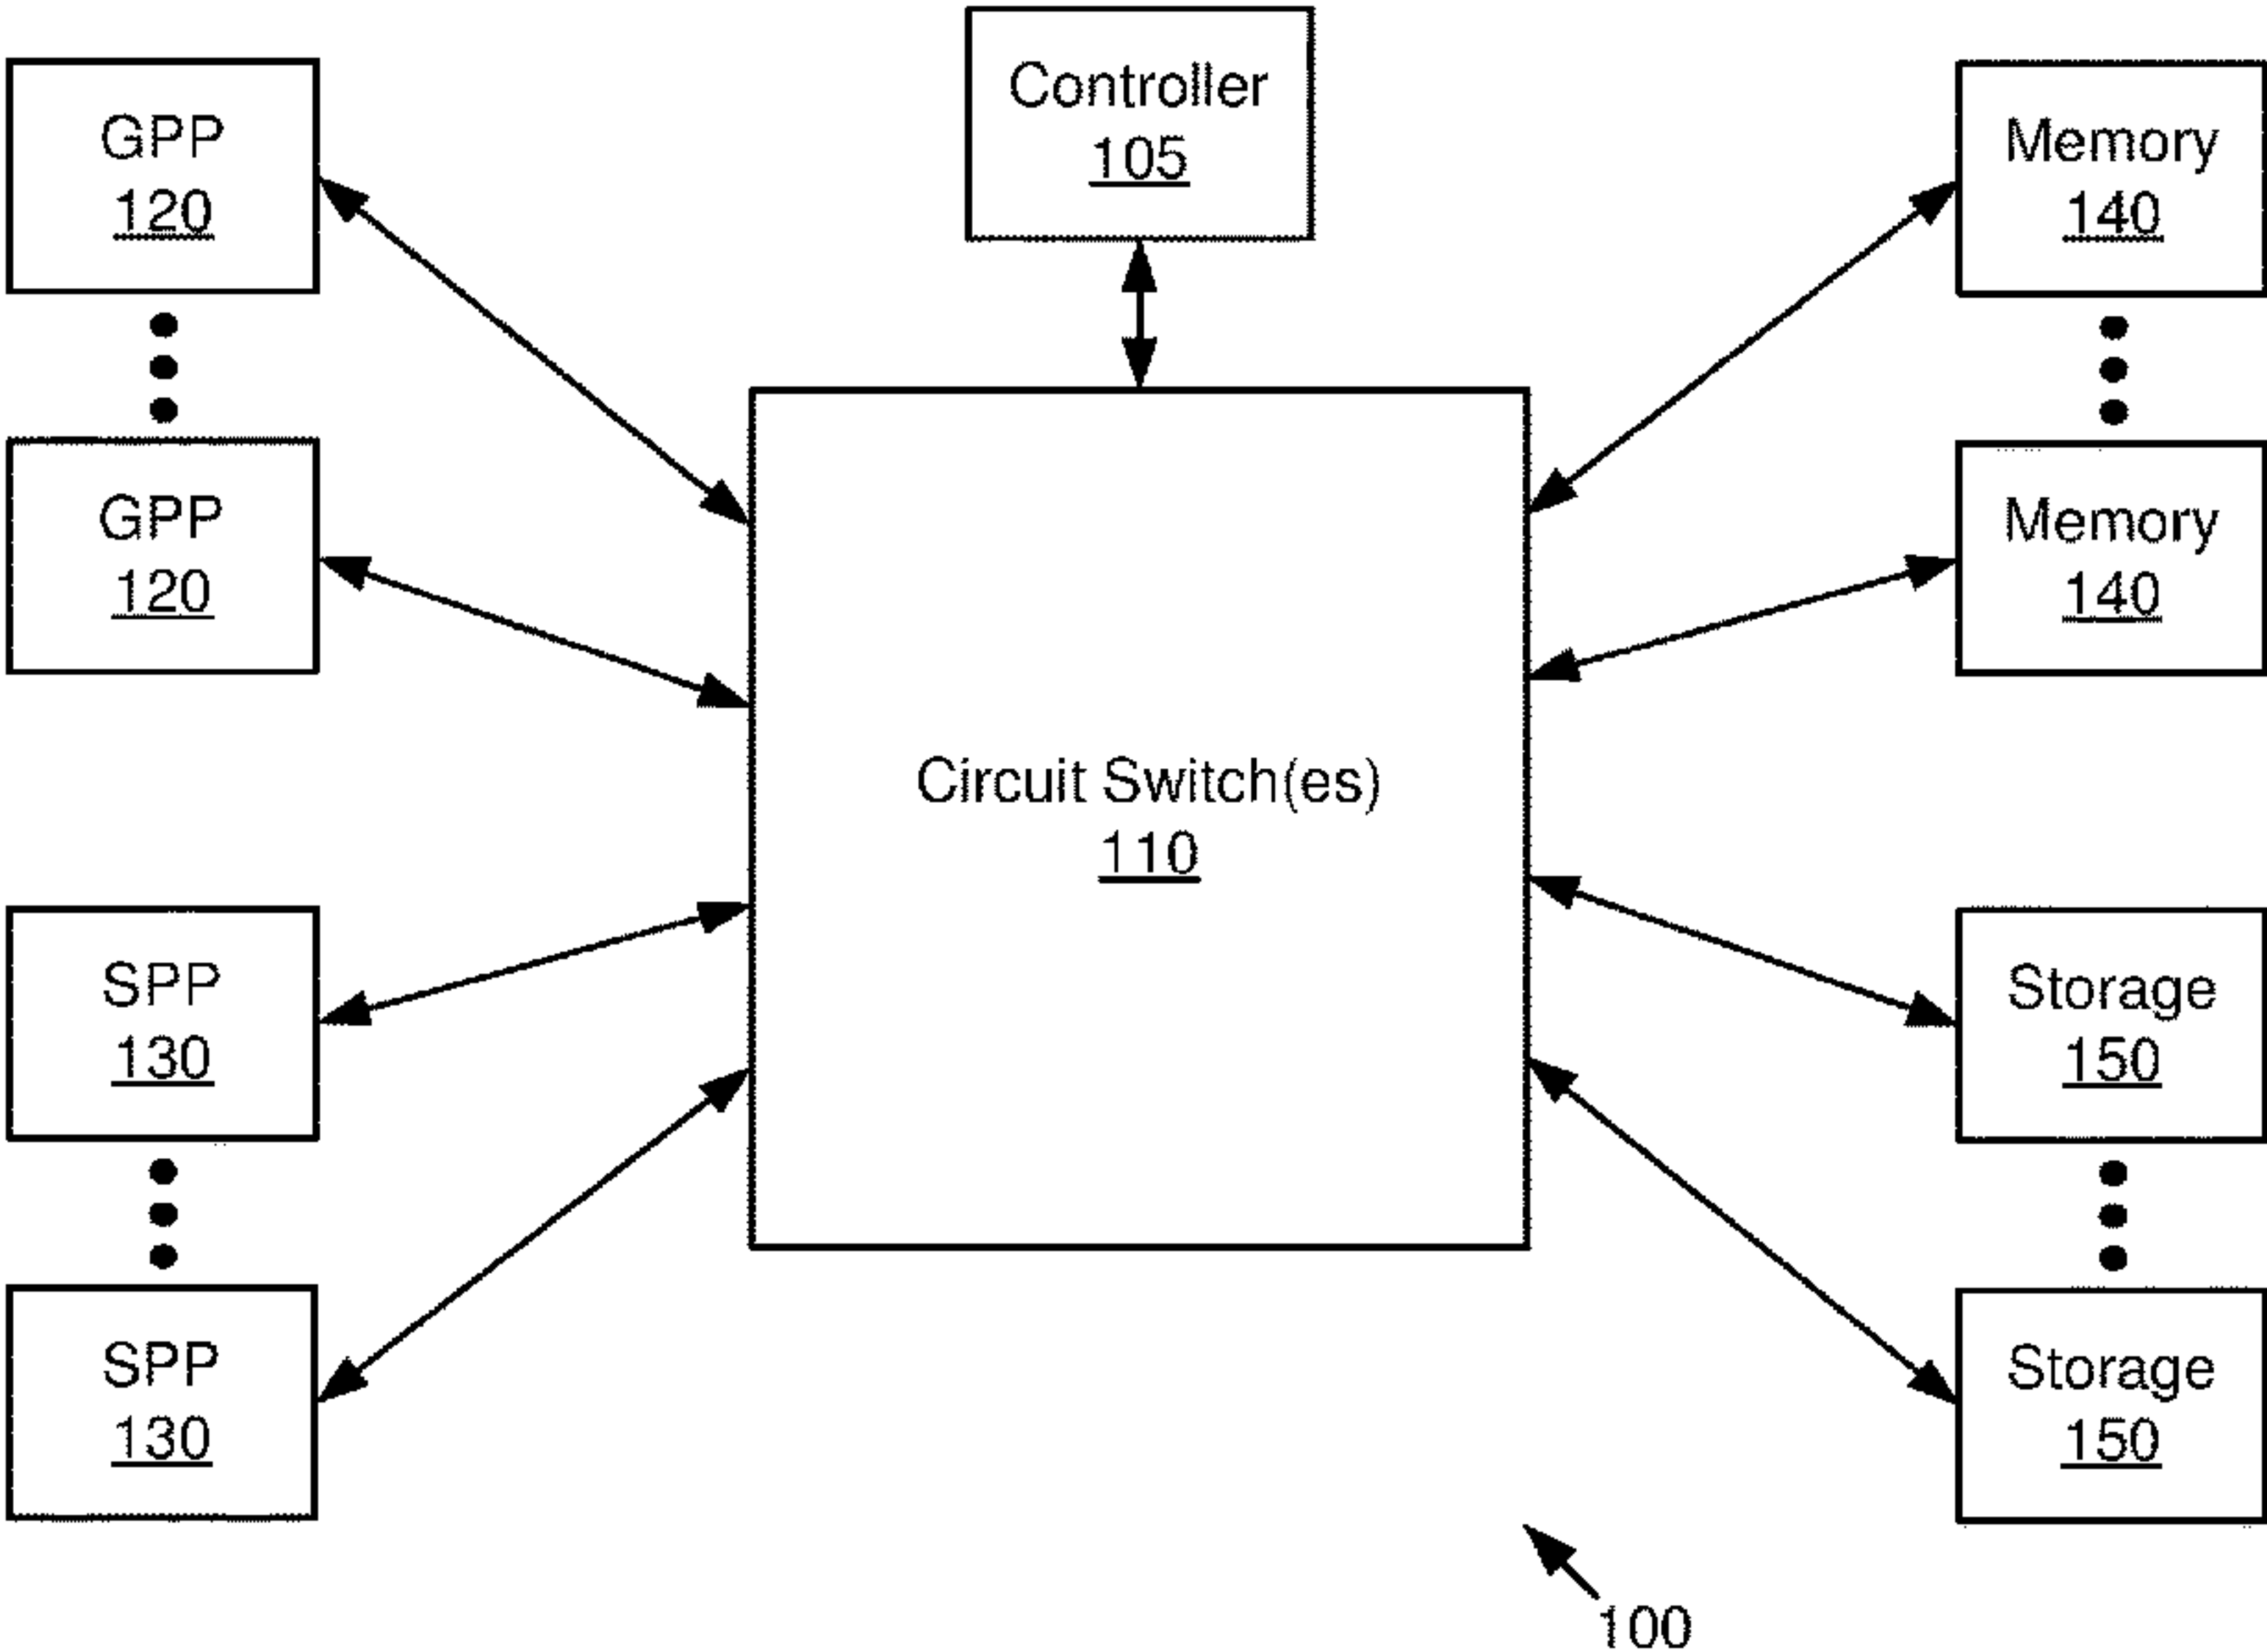 Controller
105
GPP
120
GPP
120
SPP
130
SPP
130
Circuit Switch(es)
110
Memory
140
Memory
140
Storage
150
Storage
150
100